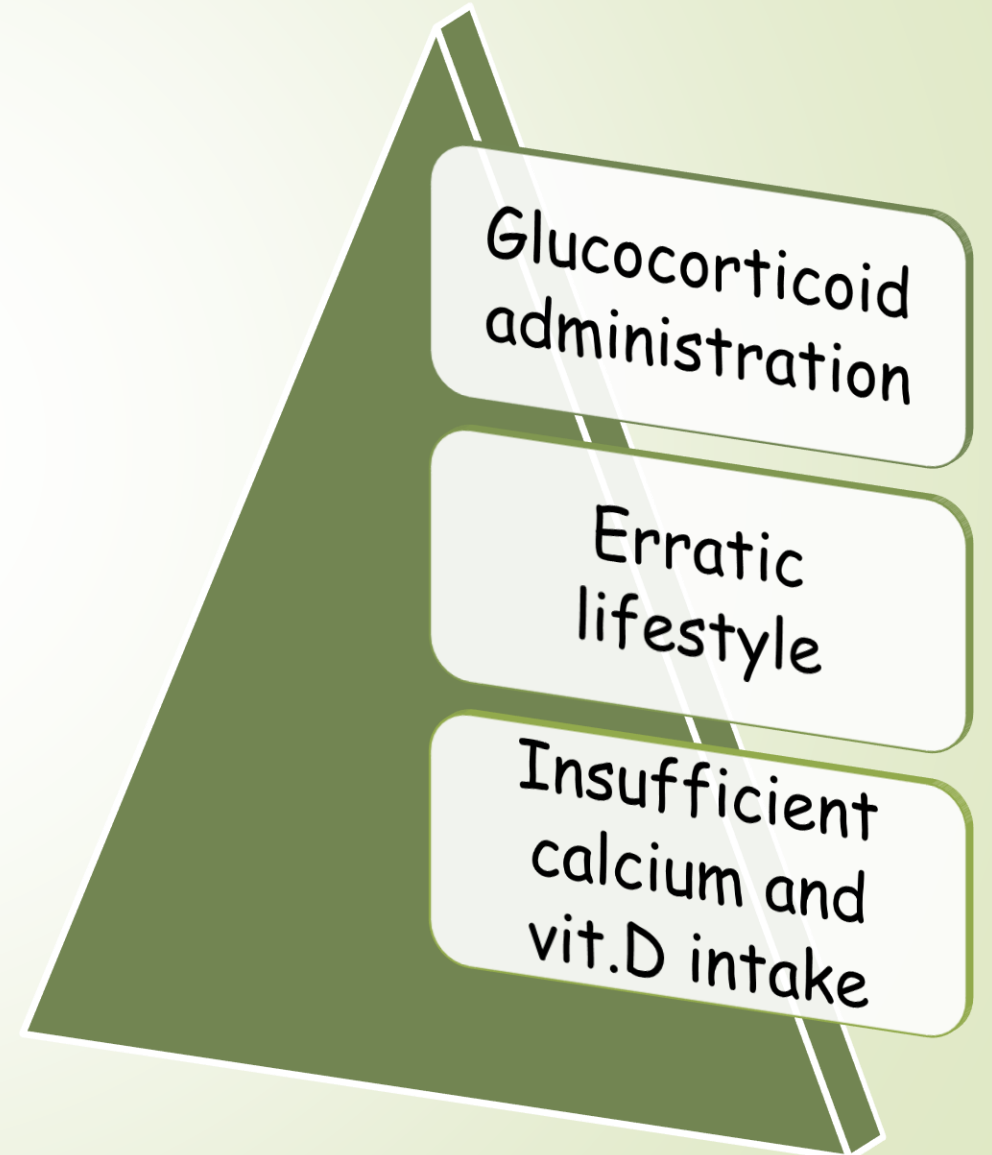 Glucocorticoid
administration
Erratic
lifestyle
Insufficient
calcium and
vit.D intake